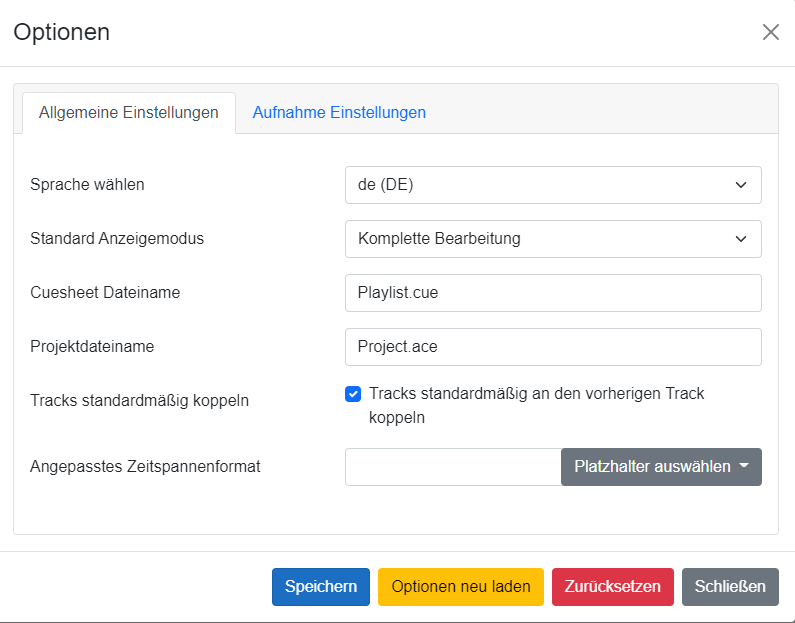 Optionen
Allgemeine Einstellungen Aufnahme Einstellungen
Sprache wählen de (DE)
Standard Anzeigemodus Komplette Bearbeitung
Cuesheet Dateiname Playlist.cue
Projektdateiname Project.ace
Tracks standardmäßig koppeln Tracks standardmäßig an den vorherigen Track
koppeln
Angepasstes Zeitspannenformat Platzhalter auswählen
Speichern Optionen neu laden Zurücksetzen Schließen